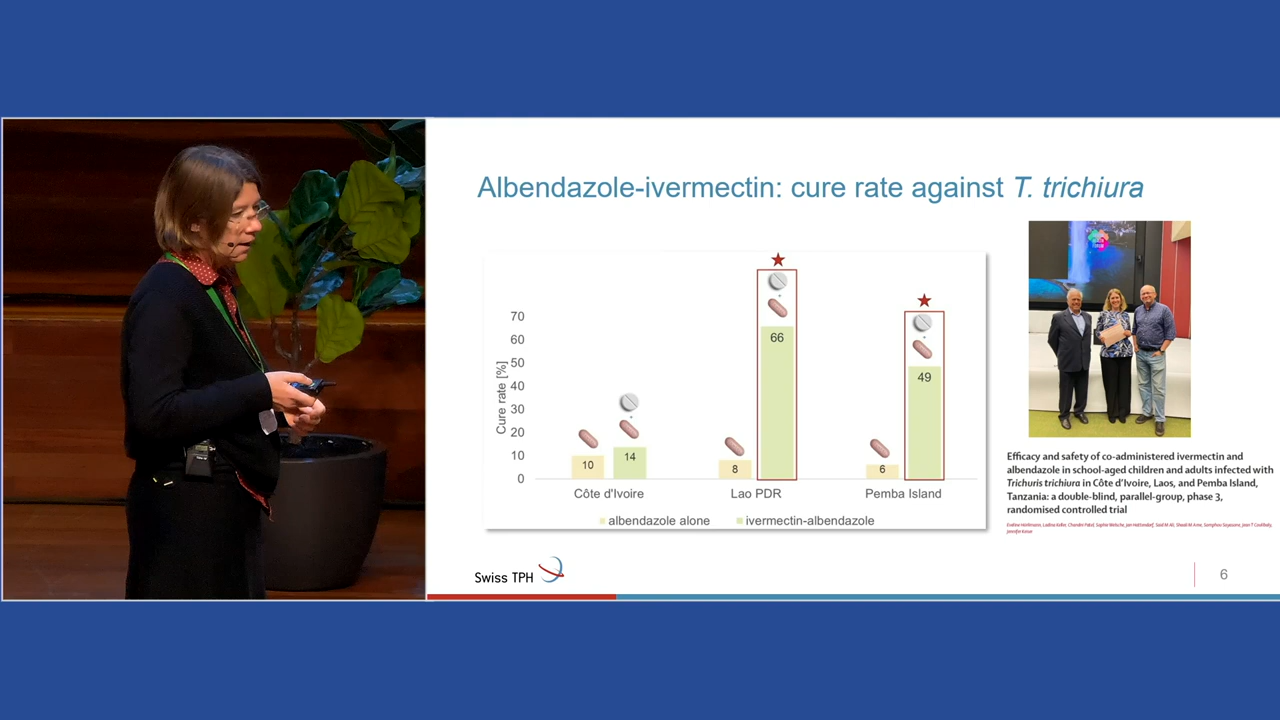 Albendazole-ivermectin: cure rate against T. trichiura
Cure rate [%]
70
60
50
40
30
20
10
0
10
14
8
66
6
49
Côte d'Ivoire
Lao PDR
Pemba Island
albendazole alone
ivermectin-albendazole
Efficacy and safety of co-administered ivermectin and
albendazole in school-aged children and adults infected with
Trichuris trichiura in Côte d'Ivoire, Laos, and Pemba Island,
Tanzania: a double-blind, parallel-group, phase 3,
randomised controlled trial
Swiss TPH
6